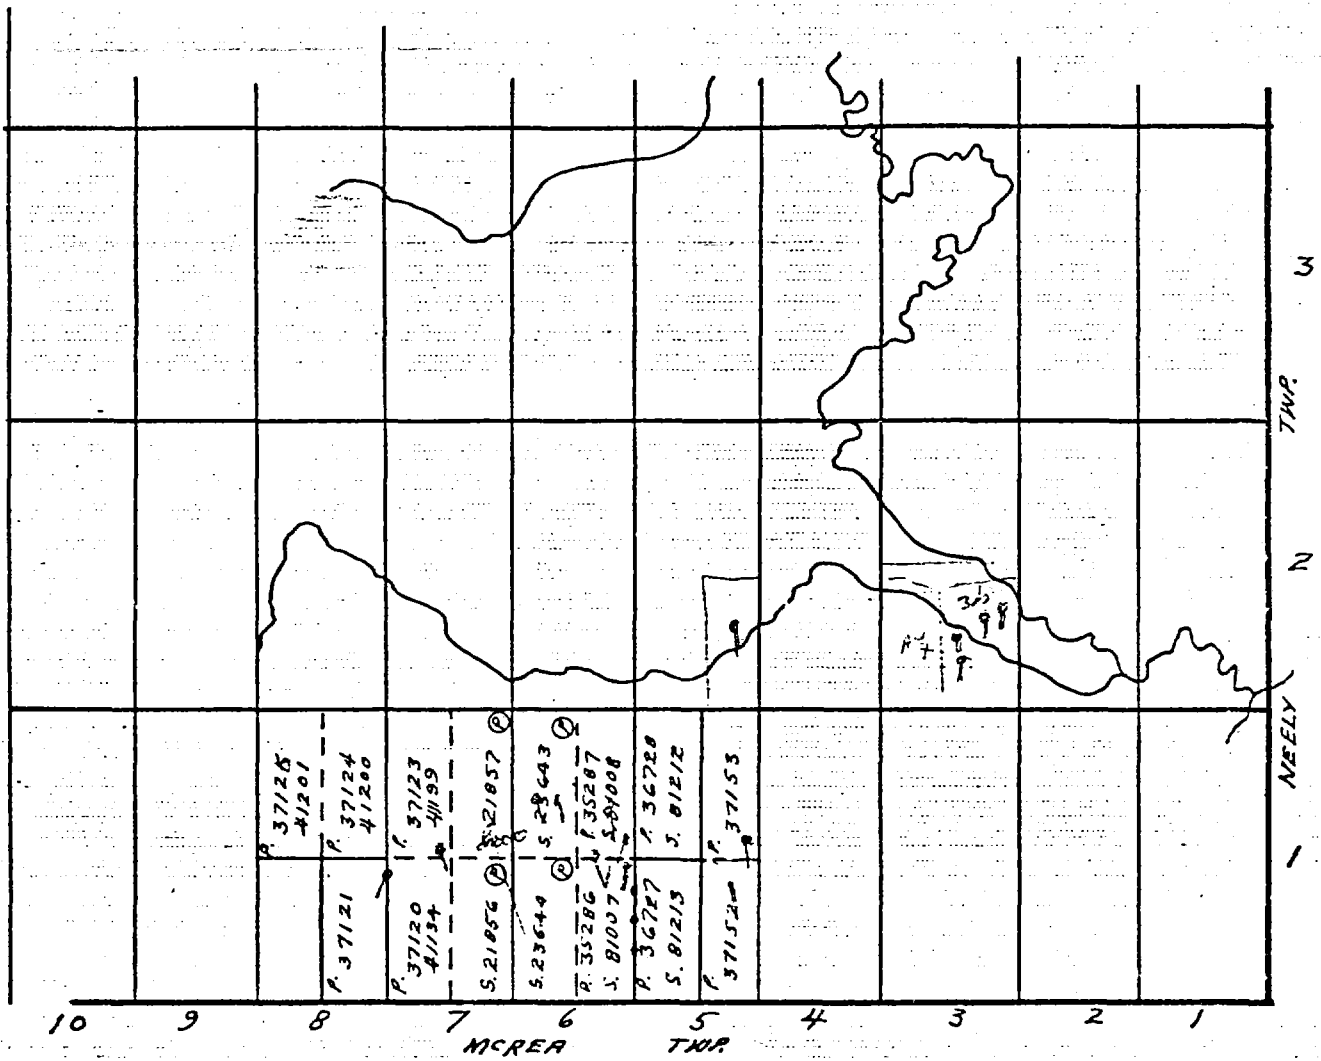 3
TWP.
2
NEELY
1
P. 37125
41201
P. 37124
41200
P. 37123
41199
S. 21857
P
S. 23643
P
P. 35287
S. 81008
P. 36728
S. 81212
P. 37153
P. 37121
P. 37120
41134
S. 21856
P
S. 23644
P
P. 35286
S. 81007
P. 36727
S. 81213
P. 37152
10 9 8 7 6 5 4 3 2 1
MCREA TWP.